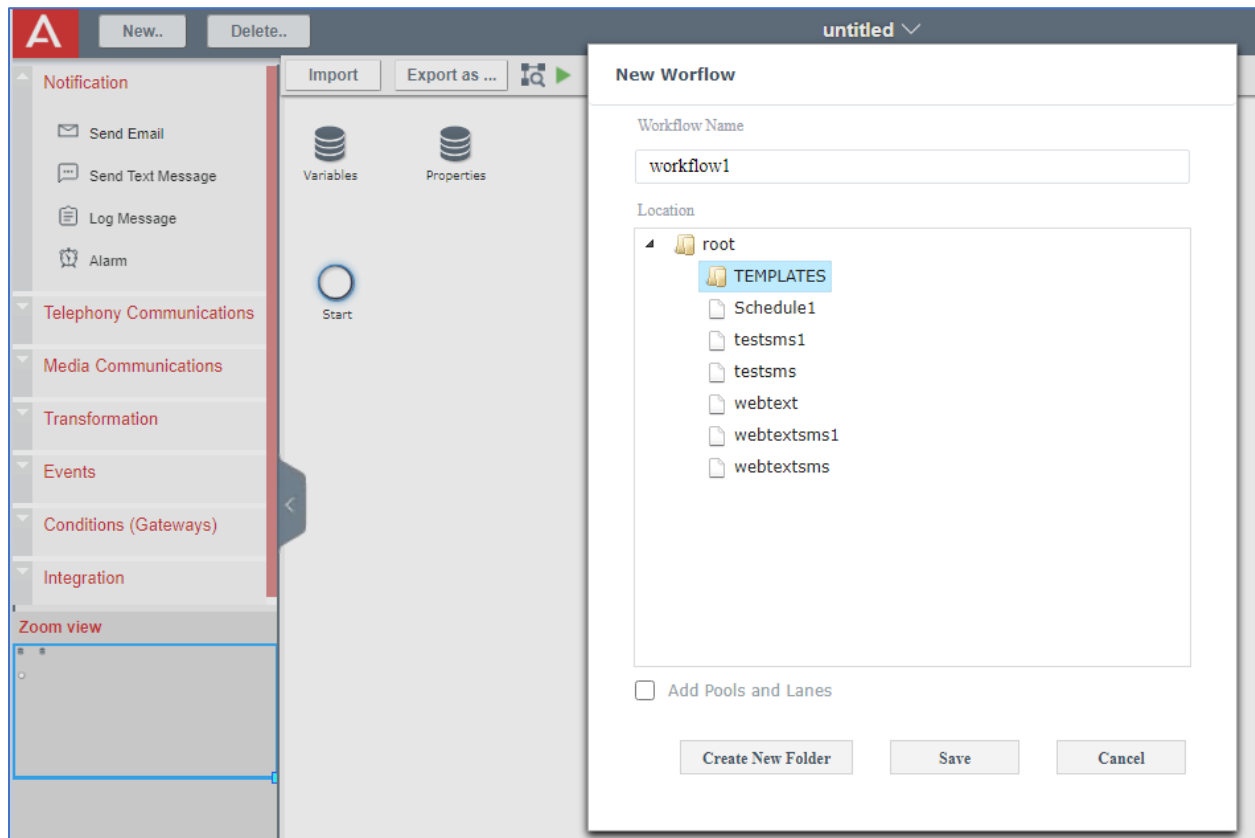 New..
Delete..
untitled
Notification
Send Email
Send Text Message
Log Message
Alarm
Telephony Communications
Media Communications
Transformation
Events
Conditions (Gateways)
Integration
Zoom view
Import
Export as ...
Variables
Properties
Start
New Worflow
Workflow Name
workflow1
Location
root
TEMPLATES
Schedule1
testsms1
testsms
webtext
webtextsms1
webtextsms
Add Pools and Lanes
Create New Folder
Save
Cancel